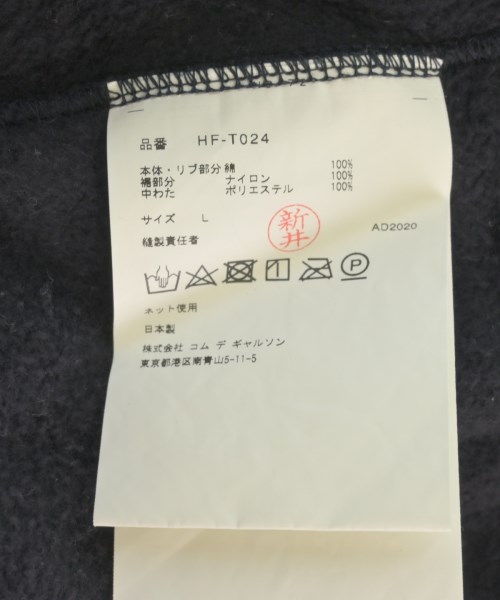 品番 HF-T024
本体・リブ部分 綿 100%
裾部分 ナイロン 100%
中わた ポリエステル 100%
サイズ L
新井
AD2020
縫製責任者
P
ネット使用
日本製
株式会社 コム デ ギャルソン
東京都港区南青山5-11-5